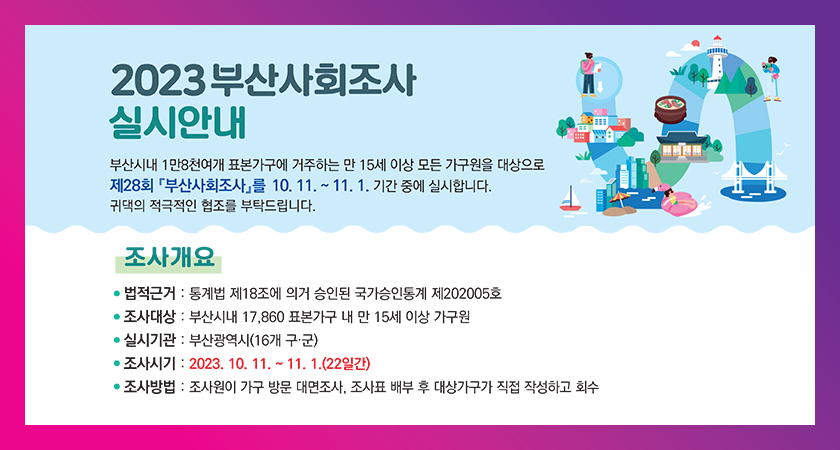 2023 부산사회조사
실시안내
부산시내 1만8천여개 표본가구에 거주하는 만 15세 이상 모든 가구원을 대상으로
제28회 『부산사회조사』를 10. 11. ~ 11. 1. 기간 중에 실시합니다.
귀댁의 적극적인 협조를 부탁드립니다.
조사개요
• 법적근거 : 통계법 제18조에 의거 승인된 국가승인통계 제202005호
• 조사대상 : 부산시내 17,860 표본가구 내 만 15세 이상 가구원
• 실시기관 : 부산광역시(16개 구·군)
• 조사시기 : 2023. 10. 11. ~ 11. 1.(22일간)
• 조사방법 : 조사원이 가구 방문 대면조사, 조사표 배부 후 대상가구가 직접 작성하고 회수